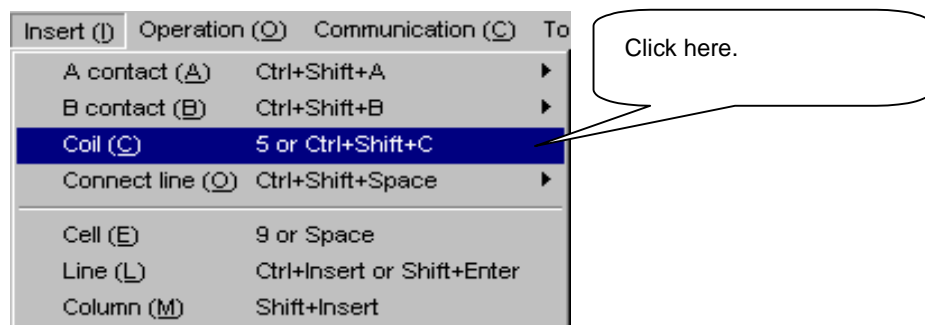 Insert (I) Operation (O) Communication (C) To
Click here.
A contact (A) Ctrl+Shift+A
B contact (B) Ctrl+Shift+B
Coil (C) 5 or Ctrl+Shift+C
Connect line (O) Ctrl+Shift+Space
Cell (E) 9 or Space
Line (L) Ctrl+Insert or Shift+Enter
Column (M) Shift+Insert